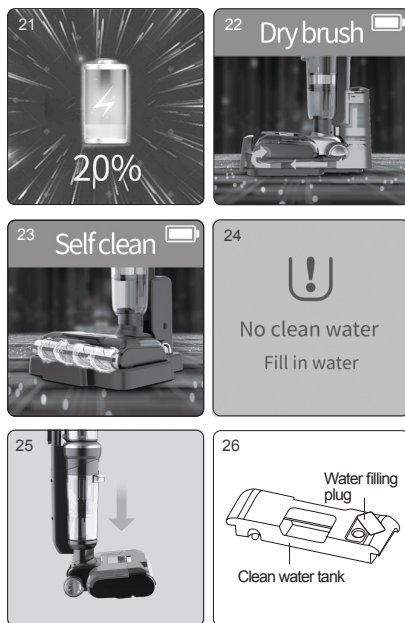 21
20%
22
Dry brush
23
Self clean
24
No clean water
Fill in water
25
26
Water filling
plug
Clean water tank